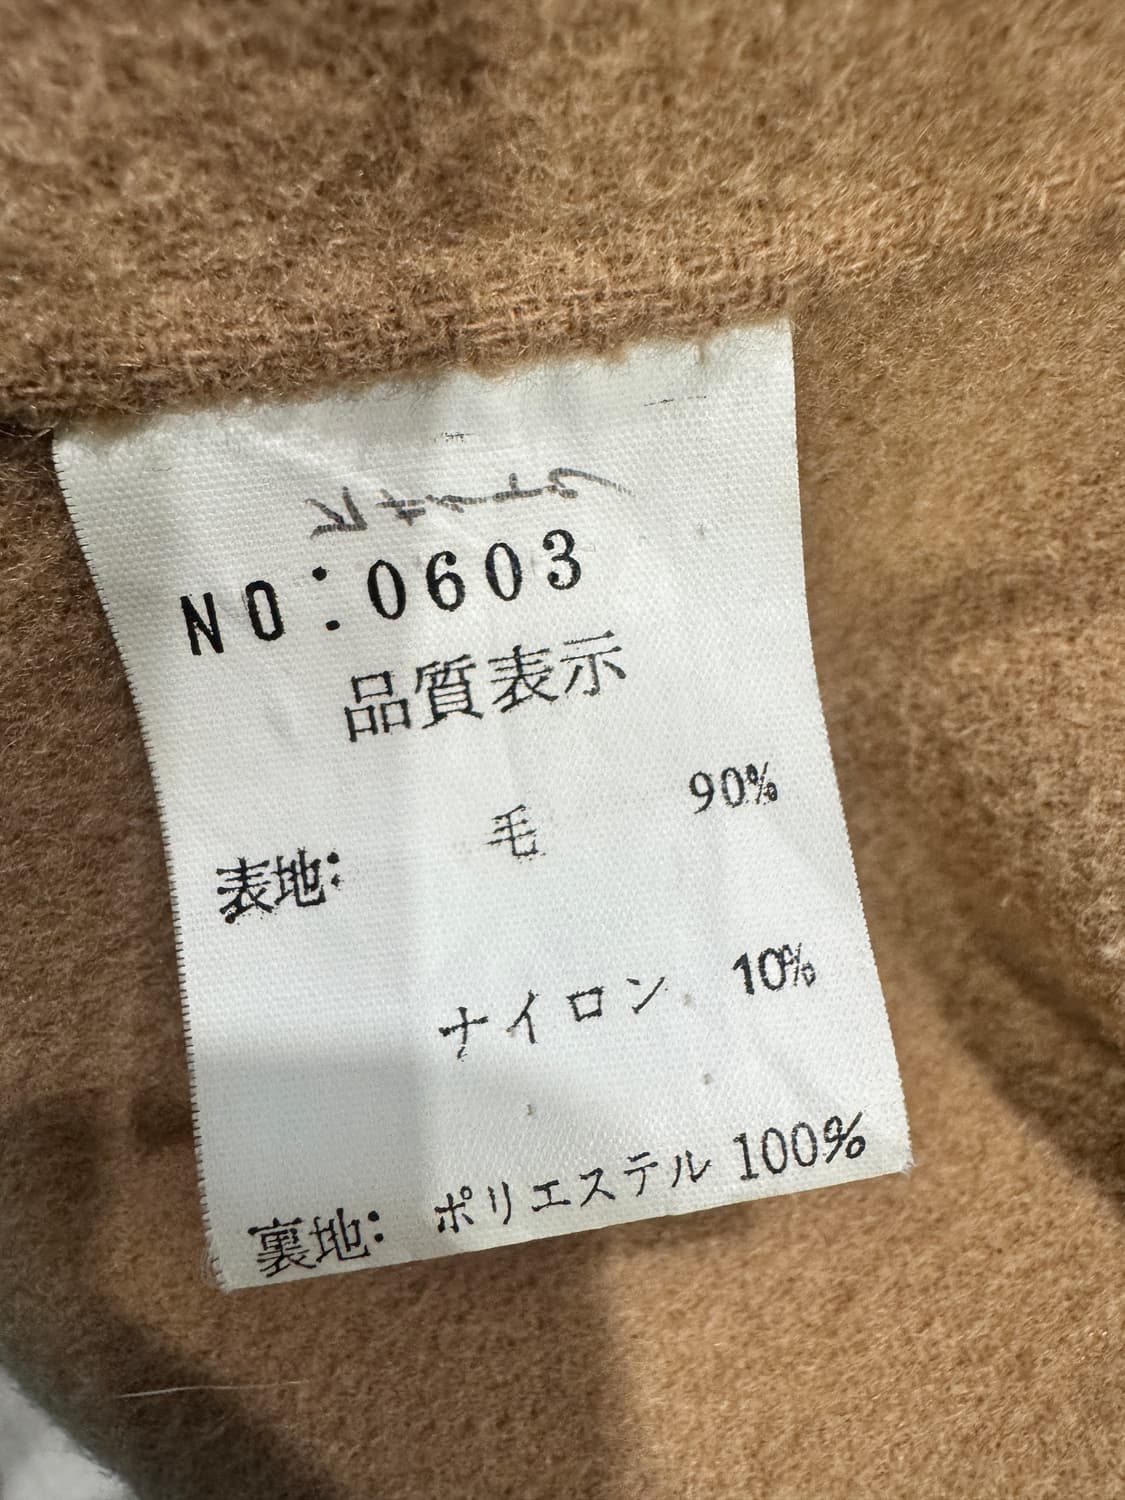 NO:0603
品質表示
表地: 毛 90%
ナイロン 10%
裏地: ポリエステル 100%